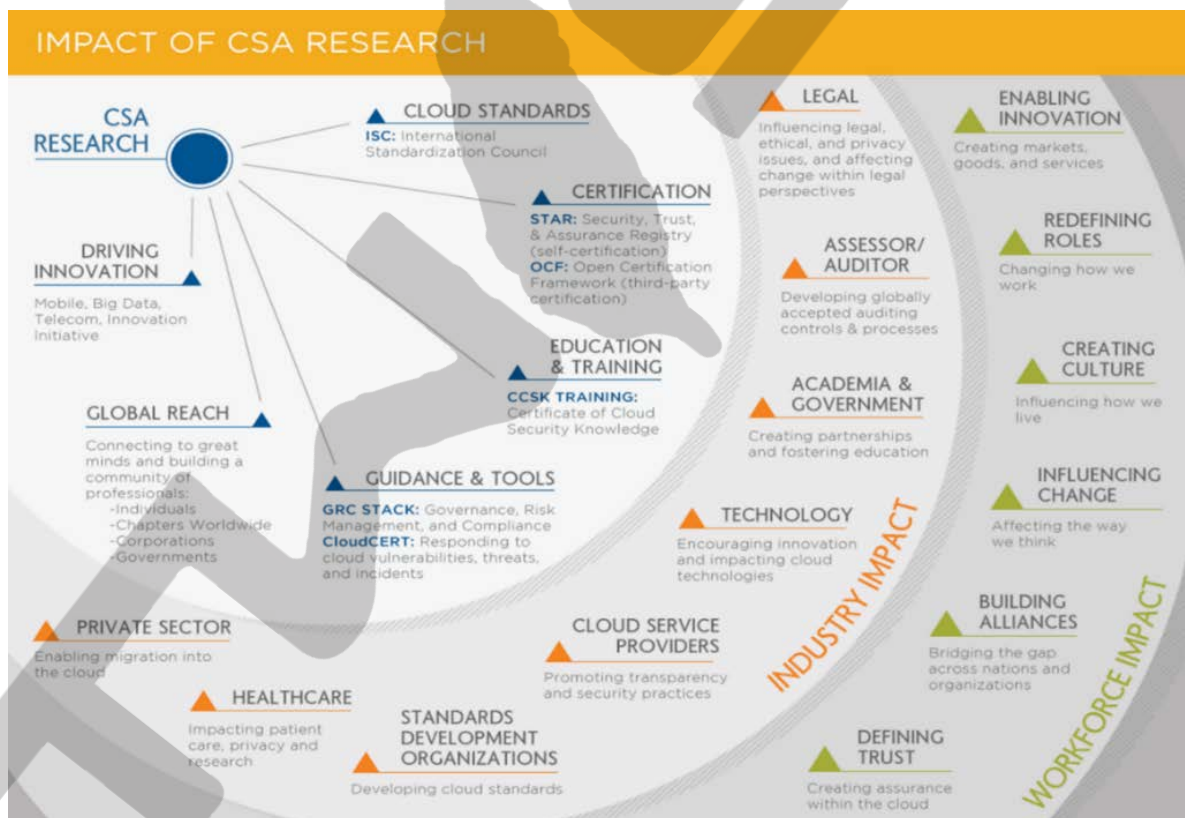 IMPACT OF CSA RESEARCH
CSA
RESEARCH
CLOUD STANDARDS
ISC: International
Standardization Council
CERTIFICATION
STAR: Security, Trust,
& Assurance Registry
(self-certification)
OCF: Open Certification
Framework (third-party
certification)
DRIVING
INNOVATION
Mobile, Big Data,
Telecom, Innovation
Initiative
EDUCATION
& TRAINING
CCSK TRAINING:
Certificate of Cloud
Security Knowledge
GLOBAL REACH
Connecting to great
minds and building a
community of
professionals:
-Individuals
-Chapters Worldwide
-Corporations
-Governments
GUIDANCE & TOOLS
GRC STACK: Governance, Risk
Management, and Compliance
CloudCERT: Responding to
cloud vulnerabilities, threats,
and incidents
LEGAL
Influencing legal,
ethical, and privacy
issues, and affecting
change within legal
perspectives
ASSESSOR/
AUDITOR
Developing globally
accepted auditing
controls & processes
ACADEMIA &
GOVERNMENT
Creating partnerships
and fostering education
TECHNOLOGY
Encouraging innovation
and impacting cloud
technologies
CLOUD SERVICE
PROVIDERS
Promoting transparency
and security practices
STANDARDS
DEVELOPMENT
ORGANIZATIONS
Developing cloud standards
HEALTHCARE
Impacting patient
care, privacy and
research
PRIVATE SECTOR
Enabling migration into
the cloud
INDUSTRY IMPACT
ENABLING
INNOVATION
Creating markets,
goods, and services
REDEFINING
ROLES
Changing how we
work
CREATING
CULTURE
Influencing how we
live
INFLUENCING
CHANGE
Affecting the way
we think
BUILDING
ALLIANCES
Bridging the gap
across nations and
organizations
DEFINING
TRUST
Creating assurance
within the cloud
WORKFORCE IMPACT